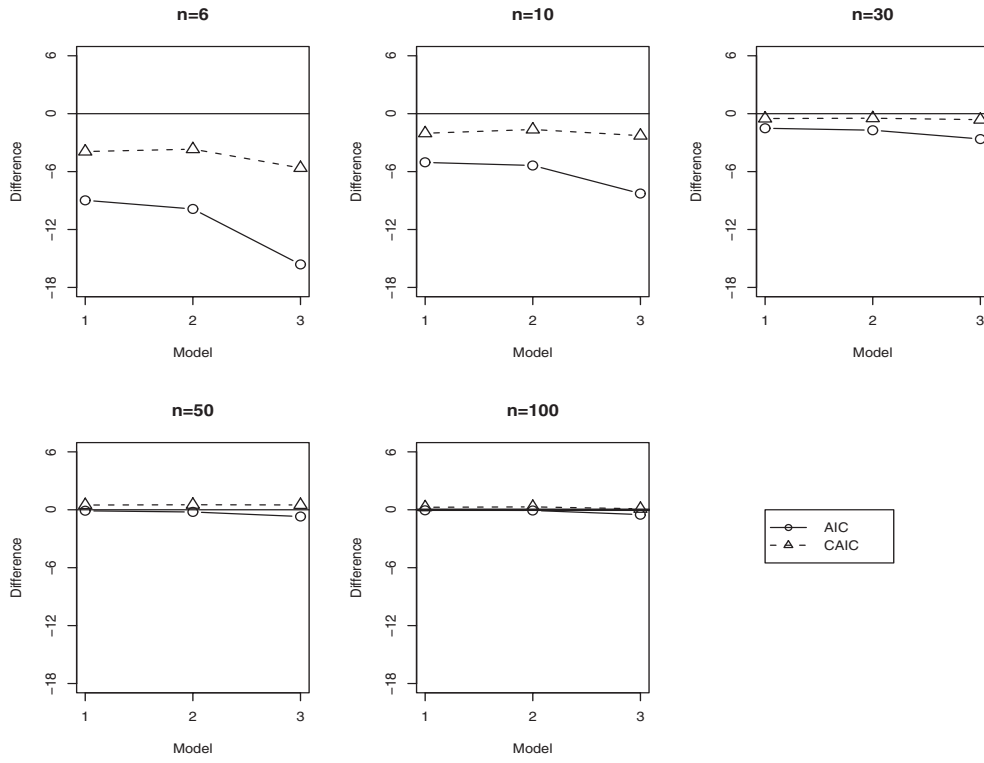 n=6
n=10
n=30
Difference
6
0
−6
−12
−18
1
2
3
Model
Difference
6
0
−6
−12
−18
1
2
3
Model
Difference
6
0
−6
−12
−18
1
2
3
Model
n=50
n=100
Difference
6
0
−6
−12
−18
1
2
3
Model
Difference
6
0
−6
−12
−18
1
2
3
Model
AIC
CAIC